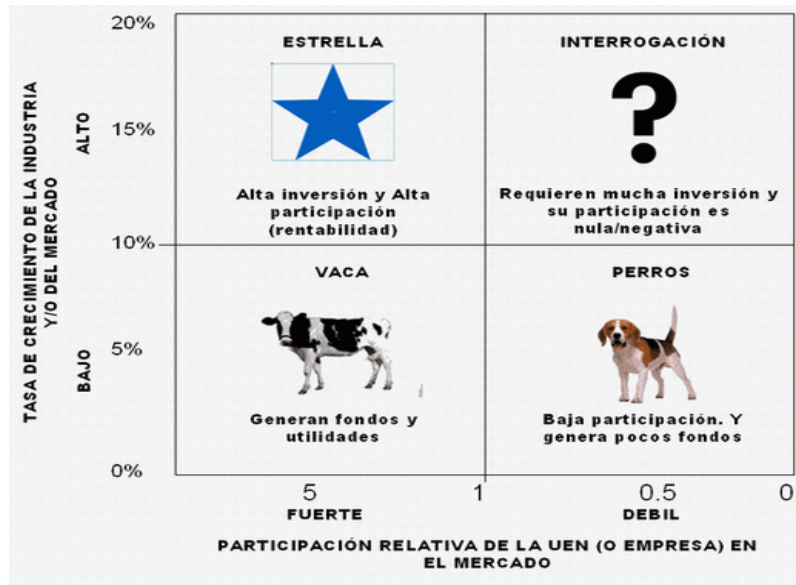 20%
ESTRELLA
INTERROGACIÓN
?
15%
Alta inversión y Alta
participación
(rentabilidad)
Requieren mucha inversión y
su participación es
nula/negativa
10%
VACA
PERROS
5%
Generan fondos y
utilidades
Baja participación. Y
genera pocos fondos
0%
TASA DE CRECIMIENTO DE LA INDUSTRIA
Y/O DEL MERCADO
ALTO
BAJO
5
1
0.5
0
FUERTE
DEBIL
PARTICIPACIÓN RELATIVA DE LA UEN (O EMPRESA) EN
EL MERCADO